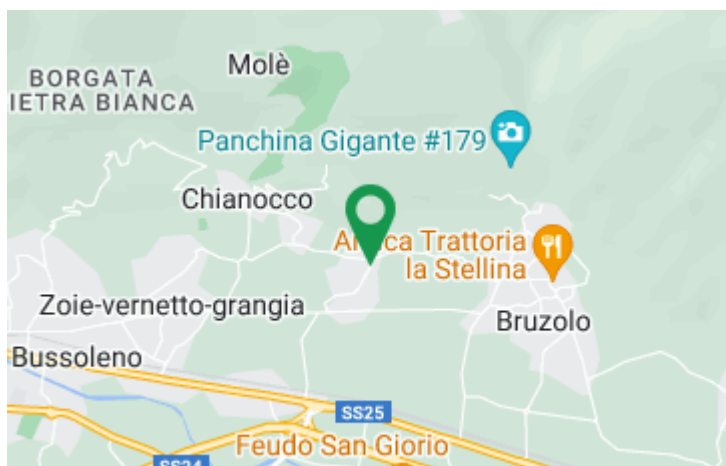 Molè
BORGATA
IETRA BIANCA
Panchina Gigante #179
Chianocco
Trattoria
la Stellina
Zoie-vernetto-grangia
Bruzolo
Bussoleno
SS25
Feudo San Giorio
SS24